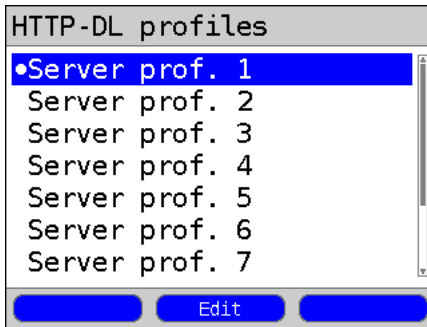 HTTP-DL profiles
•Server prof. 1
Server prof. 2
Server prof. 3
Server prof. 4
Server prof. 5
Server prof. 6
Server prof. 7
Edit